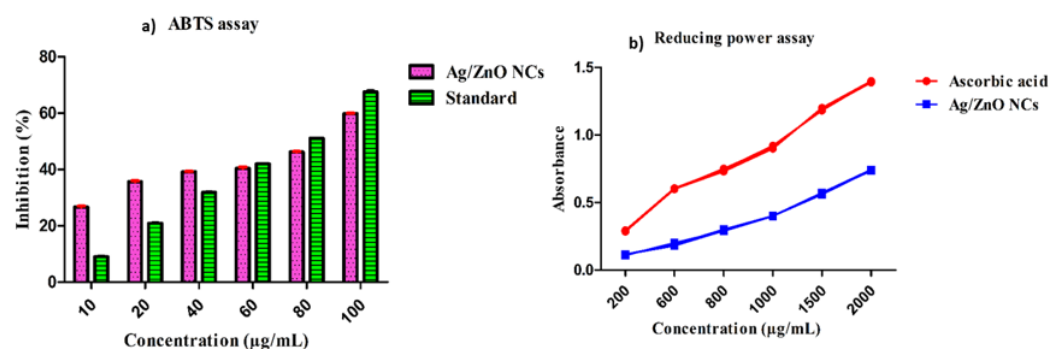 a) ABTS assay
80
60
40
20
0
Inhibition (%)
10 20 40 60 80 100
Concentration (µg/mL)
Ag/ZnO NCs
Standard
b) Reducing power assay
1.5
1.0
0.5
0.0
Absorbance
200 600 800 1000 1500 2000
Concentration (µg/mL)
Ascorbic acid
Ag/ZnO NCs